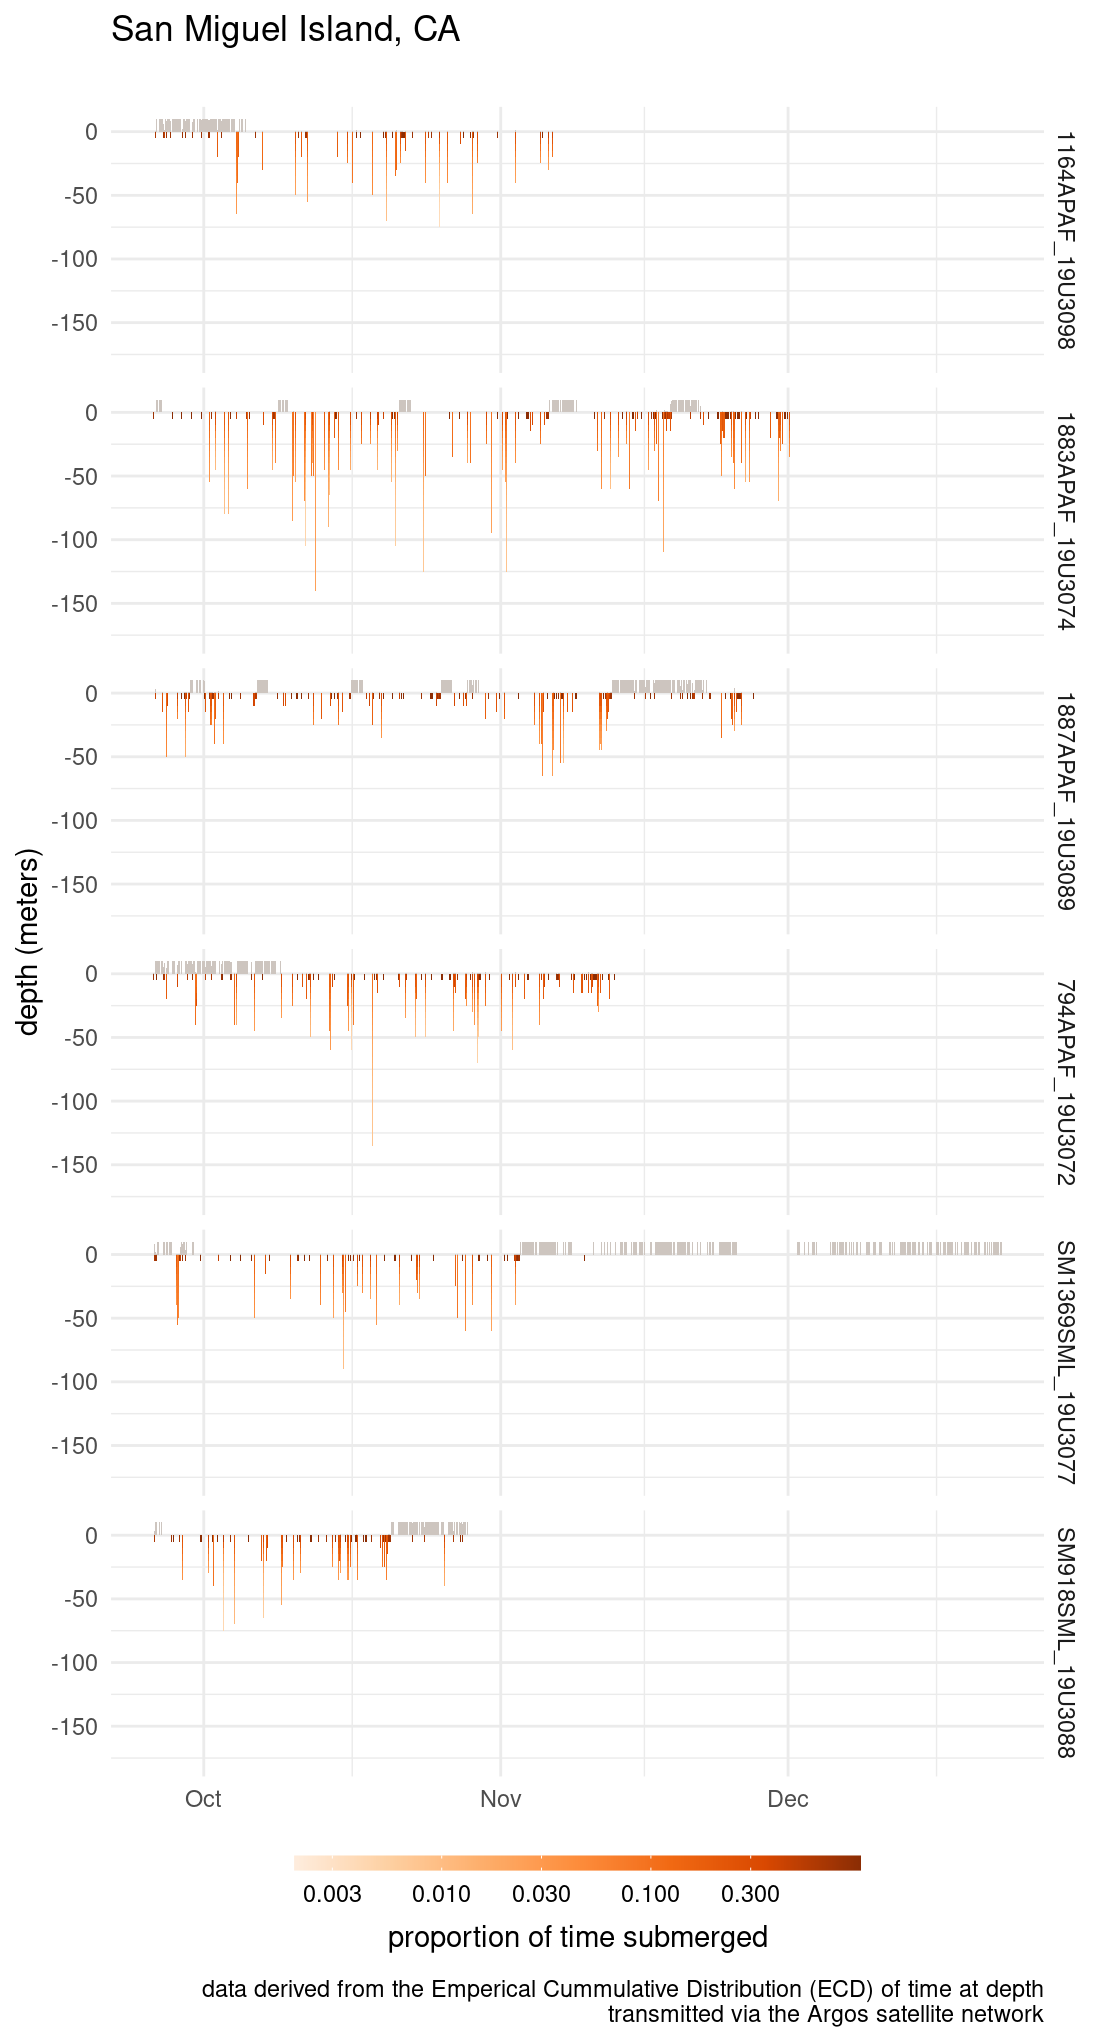 San Miguel Island, CA
0
-50
-100
-150
1164APAF_19U3098
0
-50
-100
-150
1883APAF_19U3074
0
-50
-100
-150
1887APAF_19U3089
depth (meters)
0
-50
-100
-150
794APAF_19U3072
0
-50
-100
-150
SM1369SML_19U3077
0
-50
-100
-150
SM918SML_19U3088
Oct Nov Dec
0.003 0.010 0.030 0.100 0.300
proportion of time submerged
data derived from the Emperical Cummulative Distribution (ECD) of time at depth
transmitted via the Argos satellite network